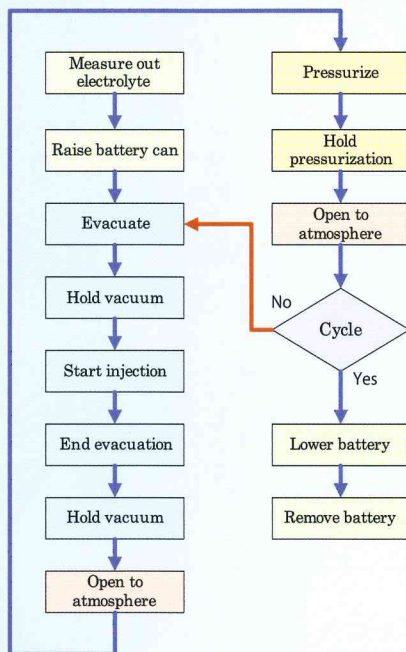 Measure out
electrolyte
Raise battery can
Evacuate
Hold vacuum
Start injection
End evacuation
Hold vacuum
Open to
atmosphere
Pressurize
Hold
pressurization
Open to
atmosphere
Cycle
No
Yes
Lower battery
Remove battery